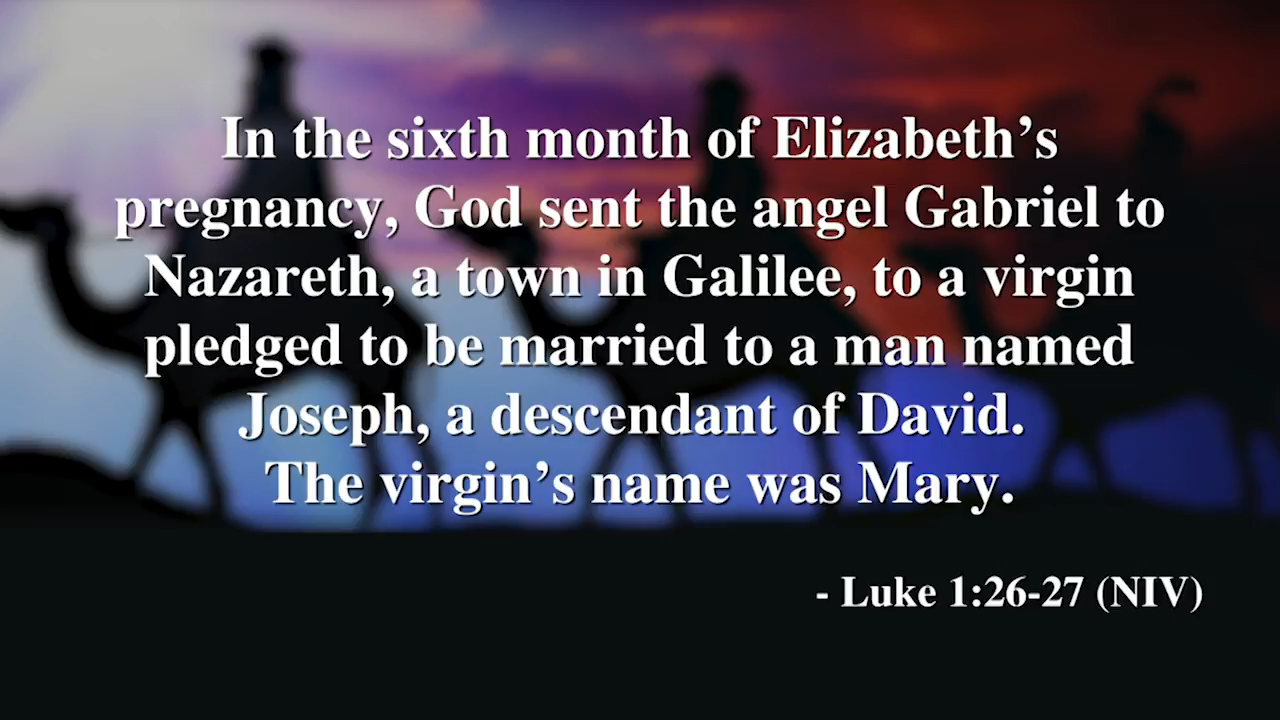 In the sixth month of Elizabeth’s
pregnancy, God sent the angel Gabriel to
Nazareth, a town in Galilee, to a virgin
pledged to be married to a man named
Joseph, a descendant of David.
The virgin’s name was Mary.
- Luke 1:26-27 (NIV)